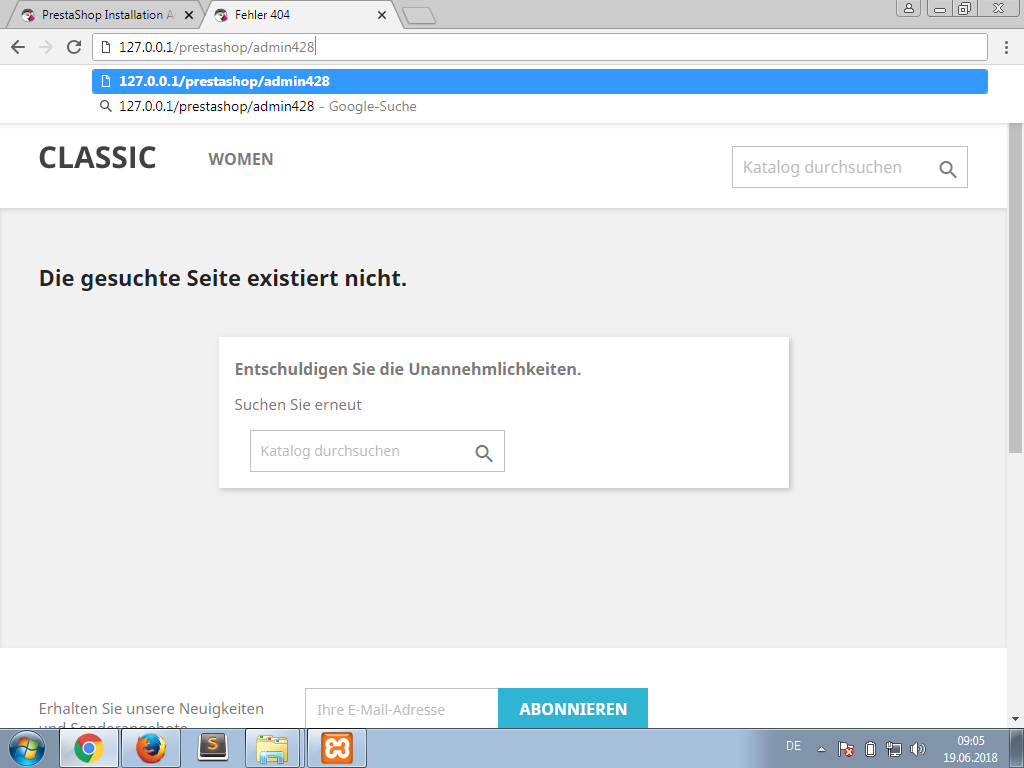 PrestaShop Installation A
Fehler 404
127.0.0.1/prestashop/admin428
127.0.0.1/prestashop/admin428
127.0.0.1/prestashop/admin428 - Google-Suche
CLASSIC
WOMEN
Katalog durchsuchen
Die gesuchte Seite existiert nicht.
Entschuldigen Sie die Unannehmlichkeiten.
Suchen Sie erneut
Katalog durchsuchen
Erhalten Sie unsere Neuigkeiten
und Sonderangebote
Ihre E-Mail-Adresse
ABONNIEREN
DE
09:05
19.06.2018